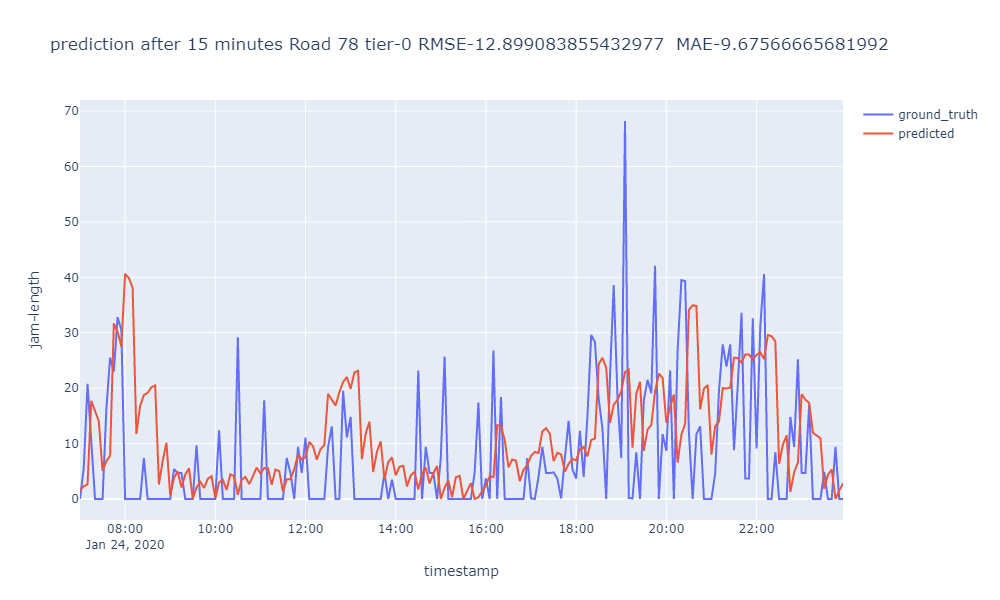 prediction after 15 minutes Road 78 tier-0 RMSE-12.899083855432977  MAE-9.67566665681992
ground_truth
predicted
jam-length
70
60
50
40
30
20
10
0
08:00 10:00 12:00 14:00 16:00 18:00 20:00 22:00
Jan 24, 2020
timestamp